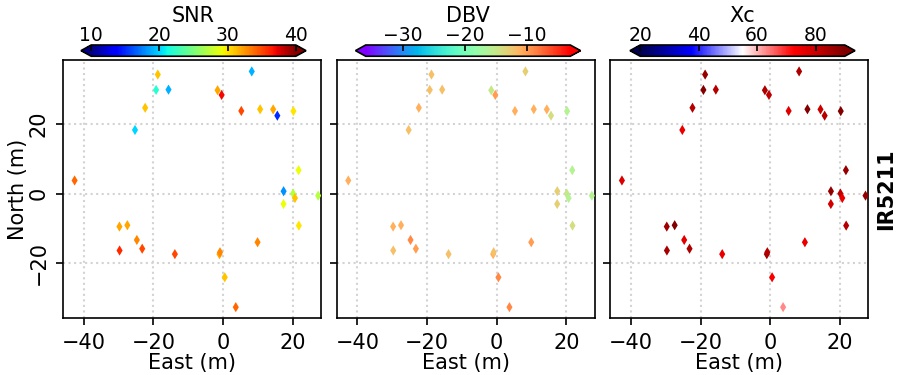 SNR DBV Xc
10 20 30 40 −30 −20 −10 20 40 60 80
North (m)
20
0
−20
−40 −20 0 20 −40 −20 0 20 −40 −20 0 20
East (m) East (m) East (m)
IR5211